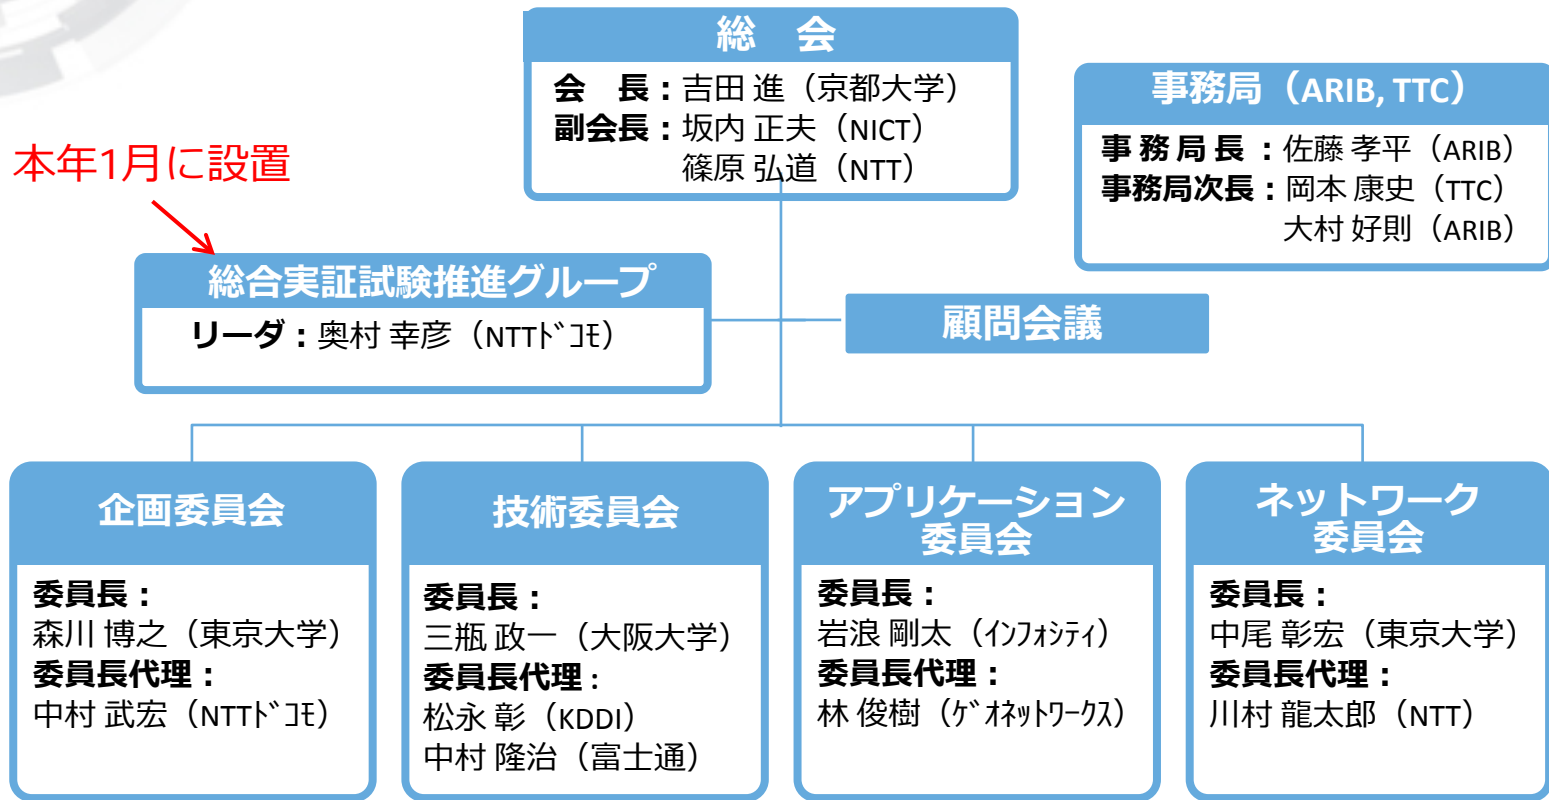 総　会
会　長：吉田 進（京都大学）
副会長：坂内 正夫（NICT）
篠原 弘道（NTT）
事務局（ARIB, TTC）
事 務 局 長 ：佐藤 孝平（ARIB）
事務局次長：岡本 康史（TTC）
大村 好則（ARIB）
本年1月に設置
総合実証試験推進グループ
リーダ：奥村 幸彦（NTTﾄﾞｺﾓ）
顧問会議
企画委員会
委員長：
森川 博之（東京大学）
委員長代理：
中村 武宏（NTTﾄﾞｺﾓ）
技術委員会
委員長：
三瓶 政一（大阪大学）
委員長代理：
松永 彰（KDDI）
中村 隆治（富士通）
アプリケーション
委員会
委員長：
岩浪 剛太（ｲﾝﾌｫｼﾃｨ）
委員長代理：
林 俊樹（ｹﾞｵﾈｯﾄﾜｰｸｽ）
ネットワーク
委員会
委員長：
中尾 彰宏（東京大学）
委員長代理：
川村 龍太郎（NTT）